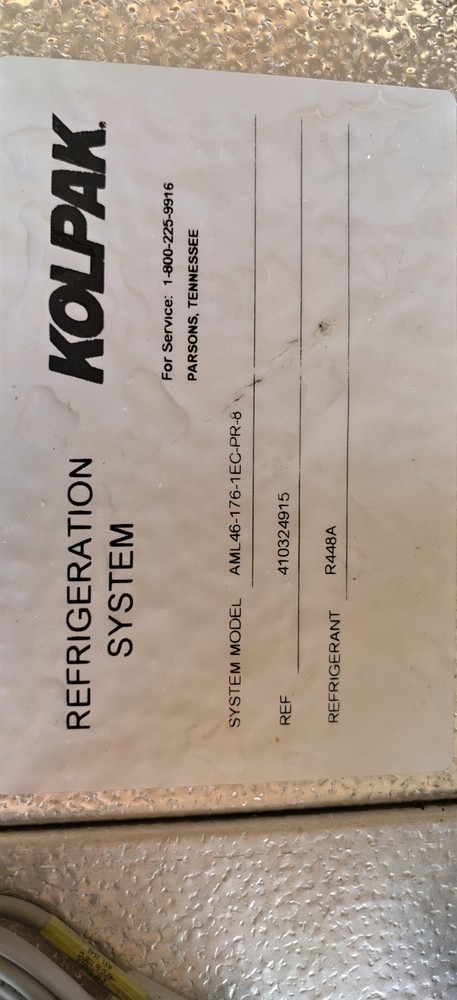 REFRIGERATION
SYSTEM
KOLPAK®
For Service: 1-800-225-9916
PARSONS, TENNESSEE
SYSTEM MODEL AML46-176-1EC-PR-8
REF 410324915
REFRIGERANT R448A